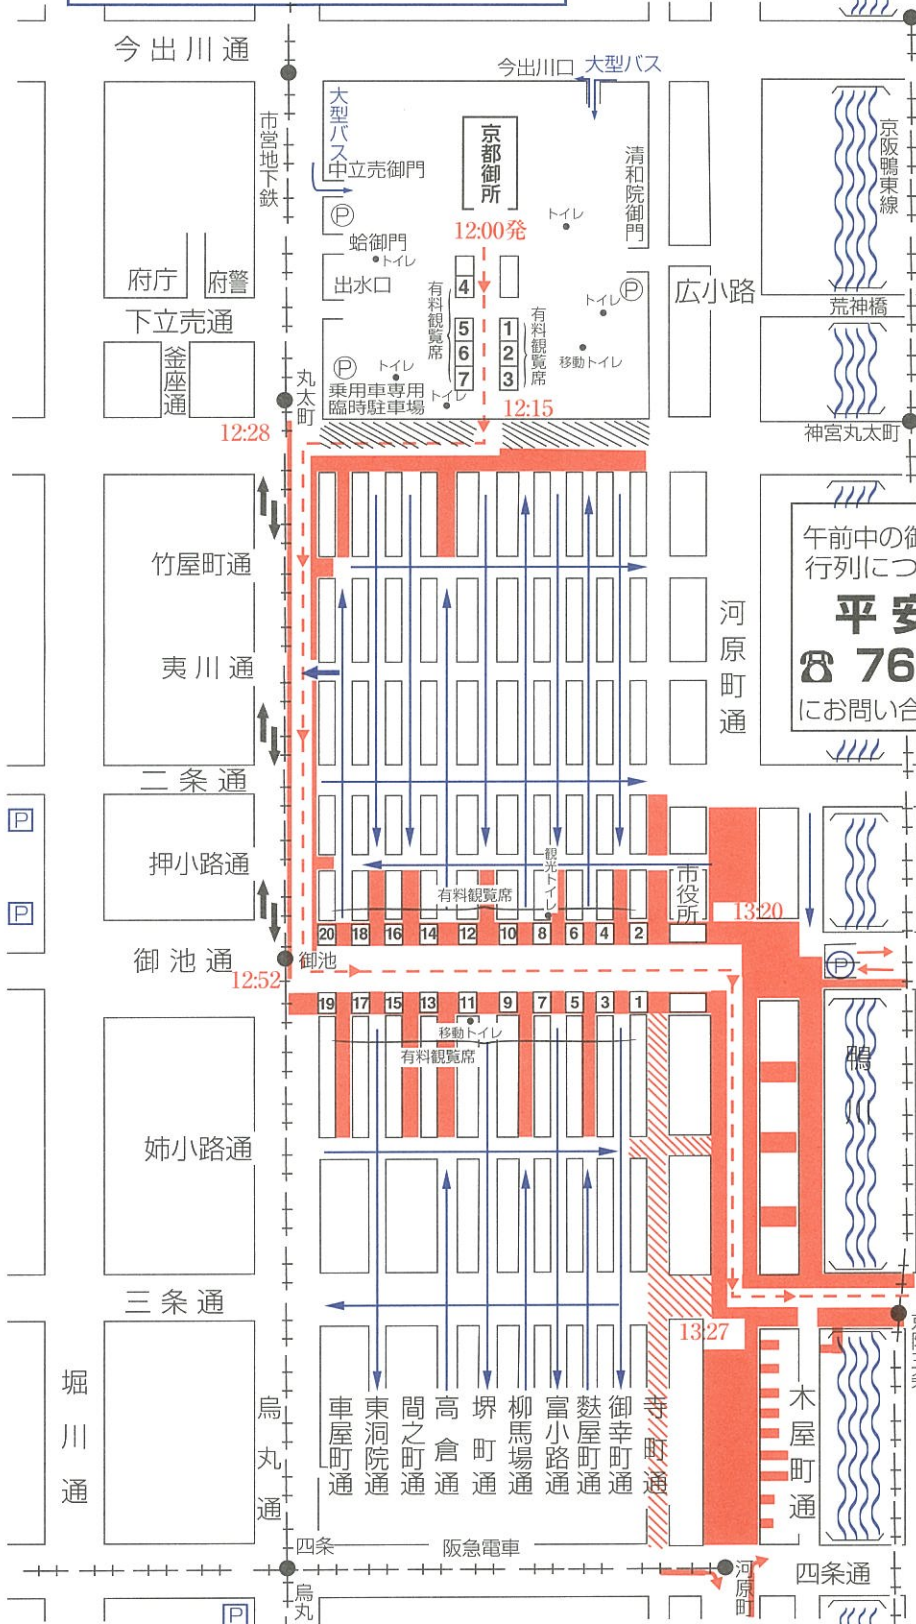 今出川通
今出川口
大型バス
大型バス
市営地下鉄
京都御所
中立売御門
清和院御門
京阪鴨東線
P
トイレ
12:00発
蛤御門
トイレ
府庁
府警
出水口
4
有料観覧席
トイレ
P
広小路
荒神橋
下立売通
5
6
7
1
2
3
有料観覧席
移動トイレ
釜座通
丸太町
P
トイレ
乗用車専用
臨時駐車場
トイレ
12:15
12:28
神宮丸太町
午前中の御
行列につ
平安
☎ 76
にお問い合
竹屋町通
河原町通
夷川通
二条通
P
押小路通
観光トイレ
市役所
P
有料観覧席
13:20
20
18
16
14
12
10
8
6
4
2
御池通
御池
12:52
P
19
17
15
13
11
9
7
5
3
1
移動トイレ
有料観覧席
鴨川
姉小路通
三条通
13:27
堀川通
烏丸通
車屋町通
東洞院通
間之町通
高倉通
堺町通
柳馬場通
富小路通
麩屋町通
御幸町通
寺町通
木屋町通
四条
阪急電車
烏丸
河原町
四条通
P